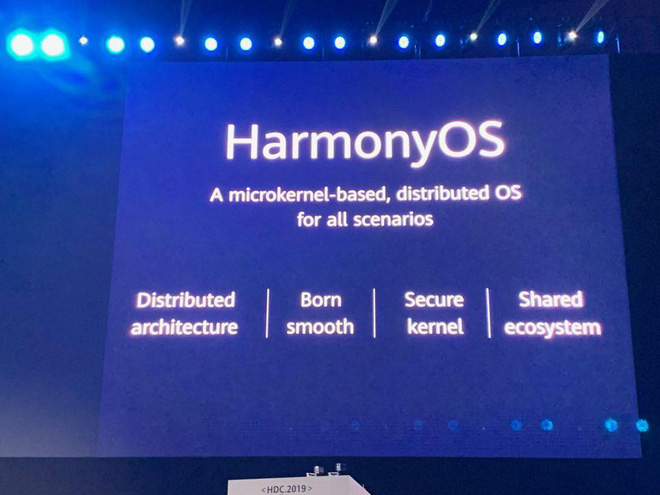 HarmonyOS
A microkernel-based, distributed OS
for all scenarios
Distributed
architecture
Born
smooth
Secure
kernel
Shared
ecosystem
<HDC.2019>